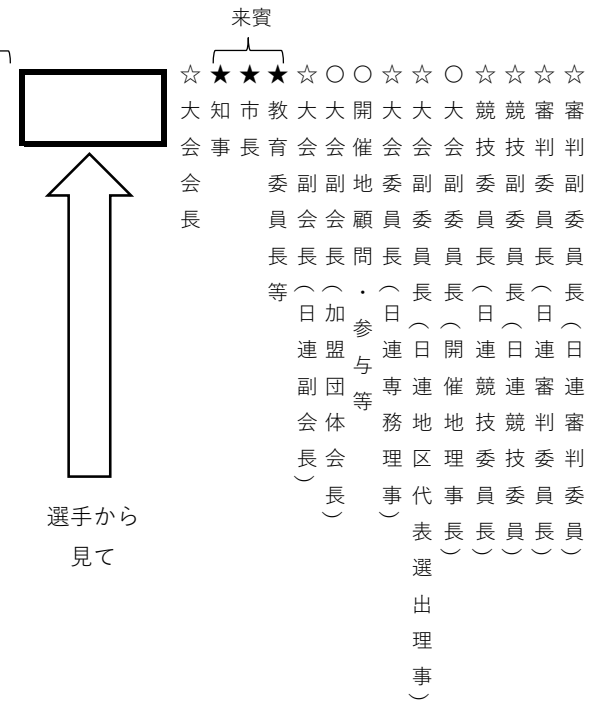 来賓
☆大会会長
★知事
★市長
★教育委員長等
☆大会副会長(日連副会長)
○大会副会長(加盟団体会長)
○開催地顧問・参与等
☆大会委員長(日連専務理事)
☆大会副委員長(日連地区代表選出理事)
○大会副委員長(開催地理事長)
☆競技委員長(日連競技委員長)
☆競技副委員長(日連競技委員)
☆審判委員長(日連審判委員長)
☆審判副委員長(日連審判委員)
選手から
見て